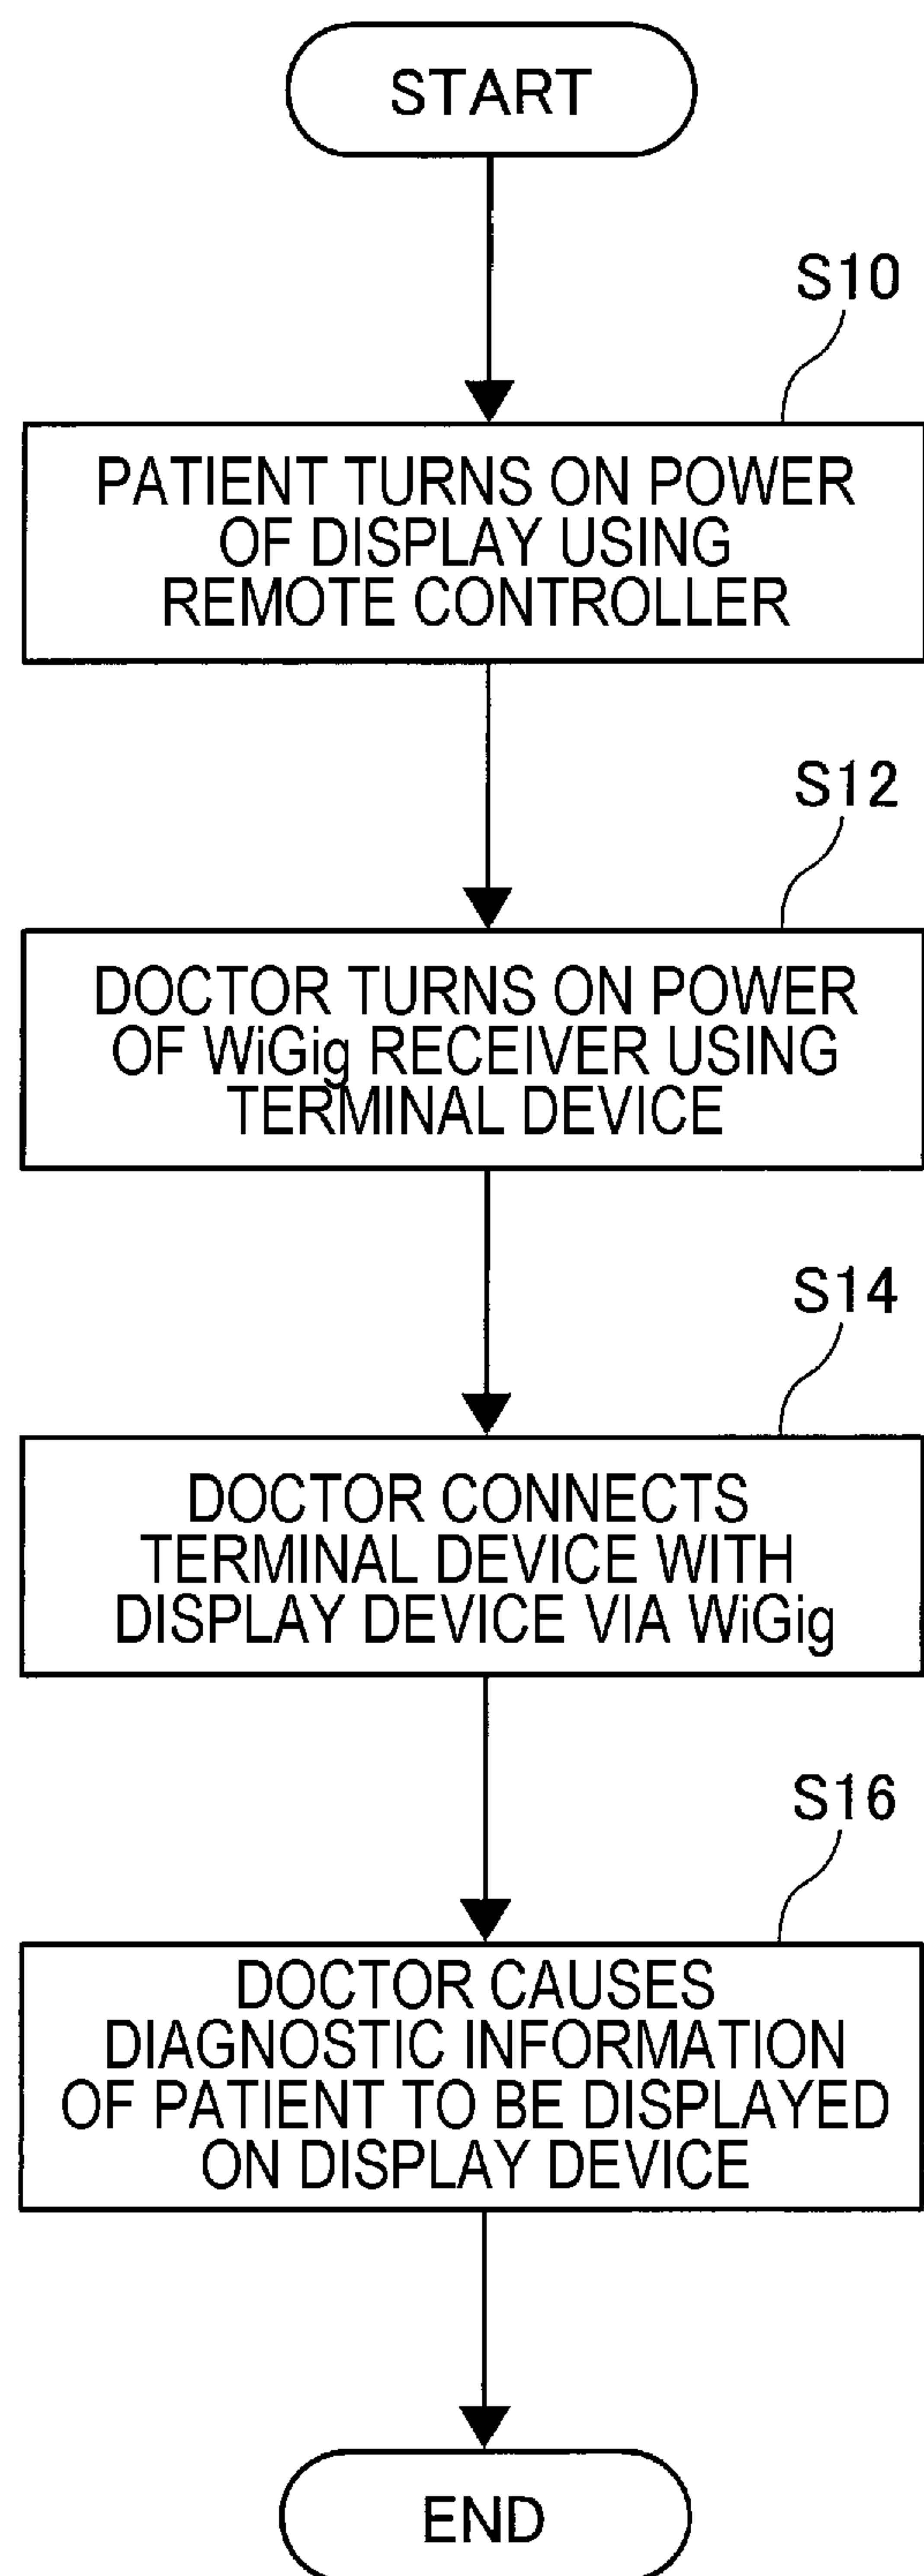 START
S10
PATIENT TURNS ON POWER
OF DISPLAY USING
REMOTE CONTROLLER
S12
DOCTOR TURNS ON POWER
OF WiGig RECEIVER USING
TERMINAL DEVICE
S14
DOCTOR CONNECTS
TERMINAL DEVICE WITH
DISPLAY DEVICE VIA WiGig
S16
DOCTOR CAUSES
DIAGNOSTIC INFORMATION
OF PATIENT TO BE DISPLAYED
ON DISPLAY DEVICE
END